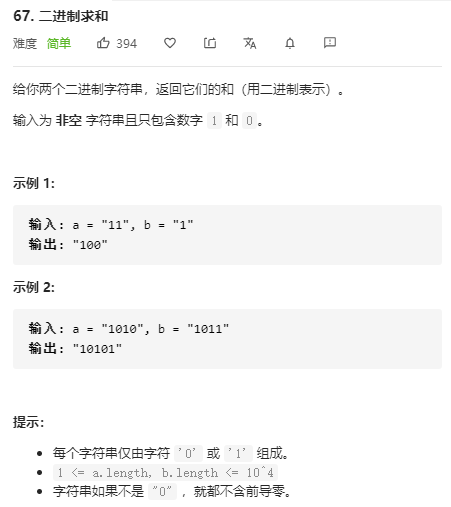 67. 二进制求和
难度 简单 394
给你两个二进制字符串，返回它们的和（用二进制表示）。
输入为 非空 字符串且只包含数字 1 和 0。
示例 1:
输入: a = "11", b = "1"
输出: "100"
示例 2:
输入: a = "1010", b = "1011"
输出: "10101"
提示：
每个字符串仅由字符 '0' 或 '1' 组成。
1 <= a.length, b.length <= 10^4
字符串如果不是 "0" ，就都不含前导零。